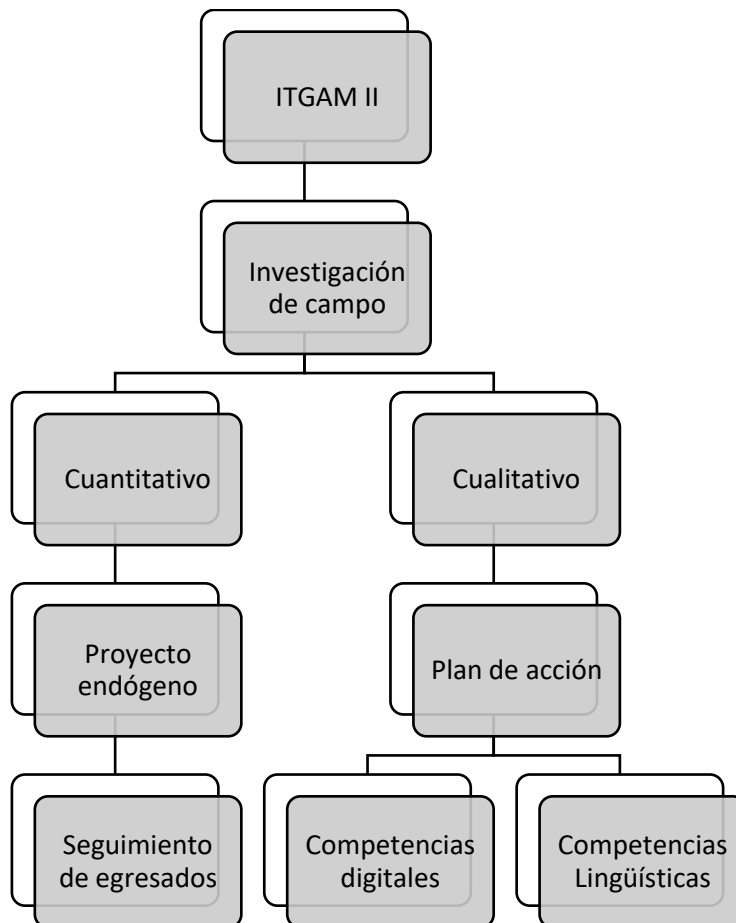 ITGAM II
Investigación
de campo
Cuantitativo
Cualitativo
Proyecto
endógeno
Plan de acción
Seguimiento
de egresados
Competencias
digitales
Competencias
Lingüísticas